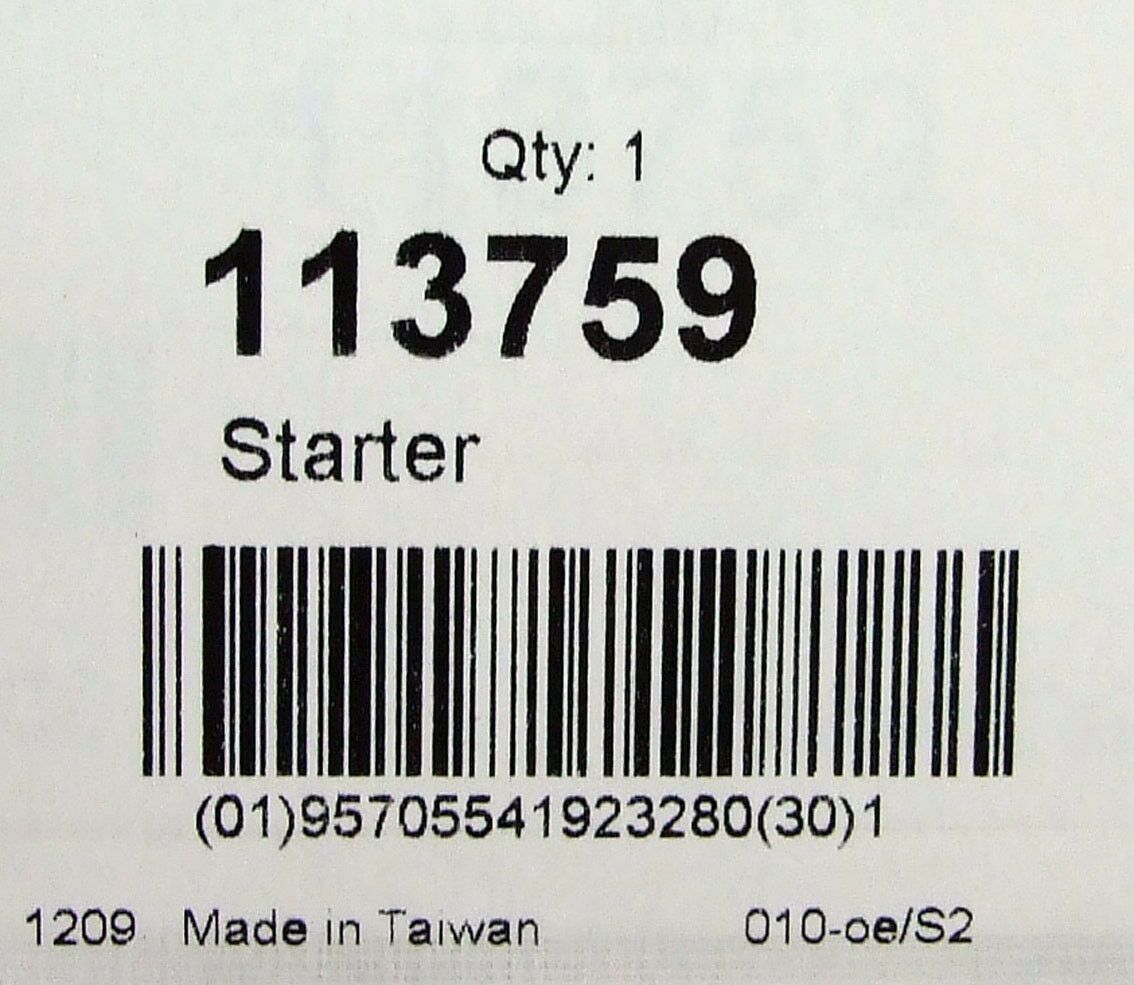 Qty: 1
113759
Starter
(01)95705541923280(30)1
1209 Made in Taiwan 010-oe/S2